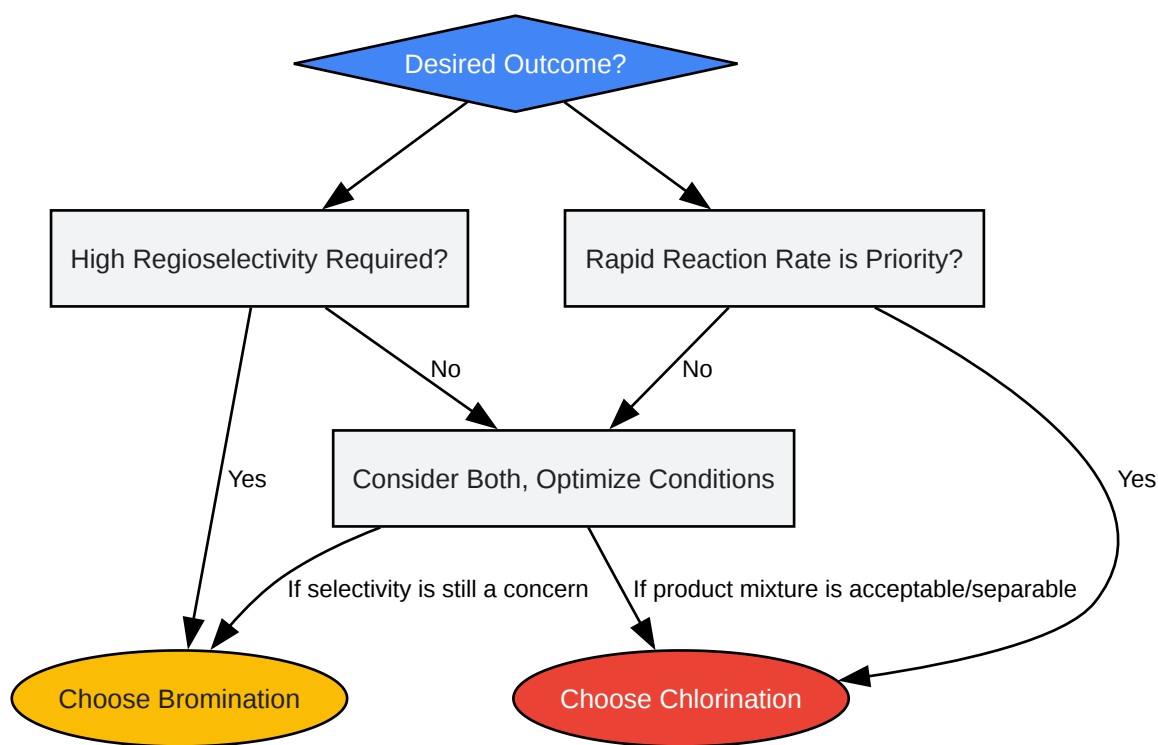 Desired Outcome?
High Regioselectivity Required?
Rapid Reaction Rate is Priority?
No
No
Yes
Yes
Consider Both, Optimize Conditions
If selectivity is still a concern
If product mixture is acceptable/separable
Choose Bromination
Choose Chlorination